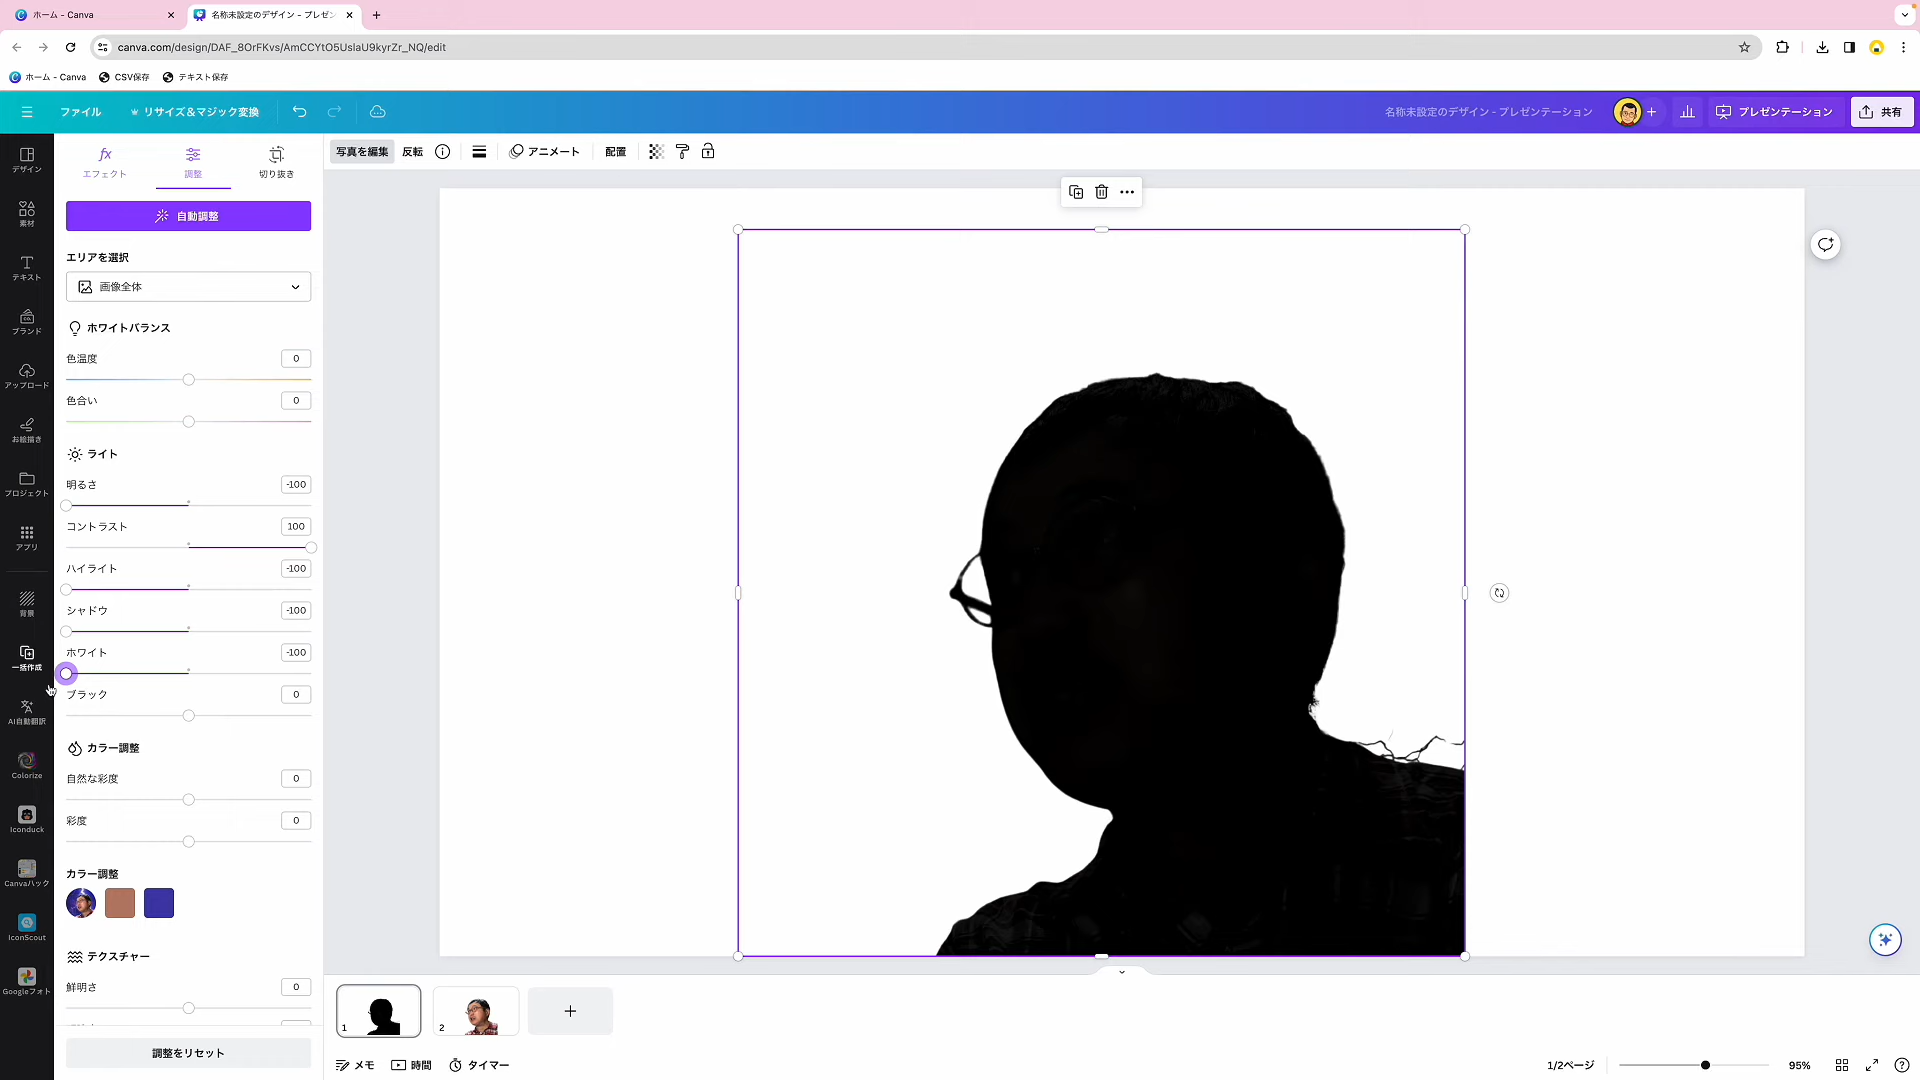 ホーム - Canva
名称未設定のデザイン - プレゼン
canva.com/design/DAF_8OrFKvs/AmCCYtO5UslaU9kyrZr_NQ/edit
ホーム - Canva
CSV保存
テキスト保存
ファイル
リサイズ&マジック変換
名称未設定のデザイン - プレゼンテーション
プレゼンテーション
共有
デザイン
素材
テキスト
ブランド
アップロード
お絵描き
プロジェクト
アプリ
背景
一括作成
AI自動翻訳
Colorize
Iconduck
Canvaハック
IconScout
Googleフォト
エフェクト
調整
切り抜き
自動調整
エリアを選択
画像全体
ホワイトバランス
色温度 0
色合い 0
ライト
明るさ -100
コントラスト 100
ハイライト -100
シャドウ -100
ホワイト -100
ブラック 0
カラー調整
自然な彩度 0
彩度 0
カラー調整
テクスチャー
鮮明さ 0
調整をリセット
写真を編集
反転
アニメート
配置
1
2
メモ
時間
タイマー
1/2ページ
95%